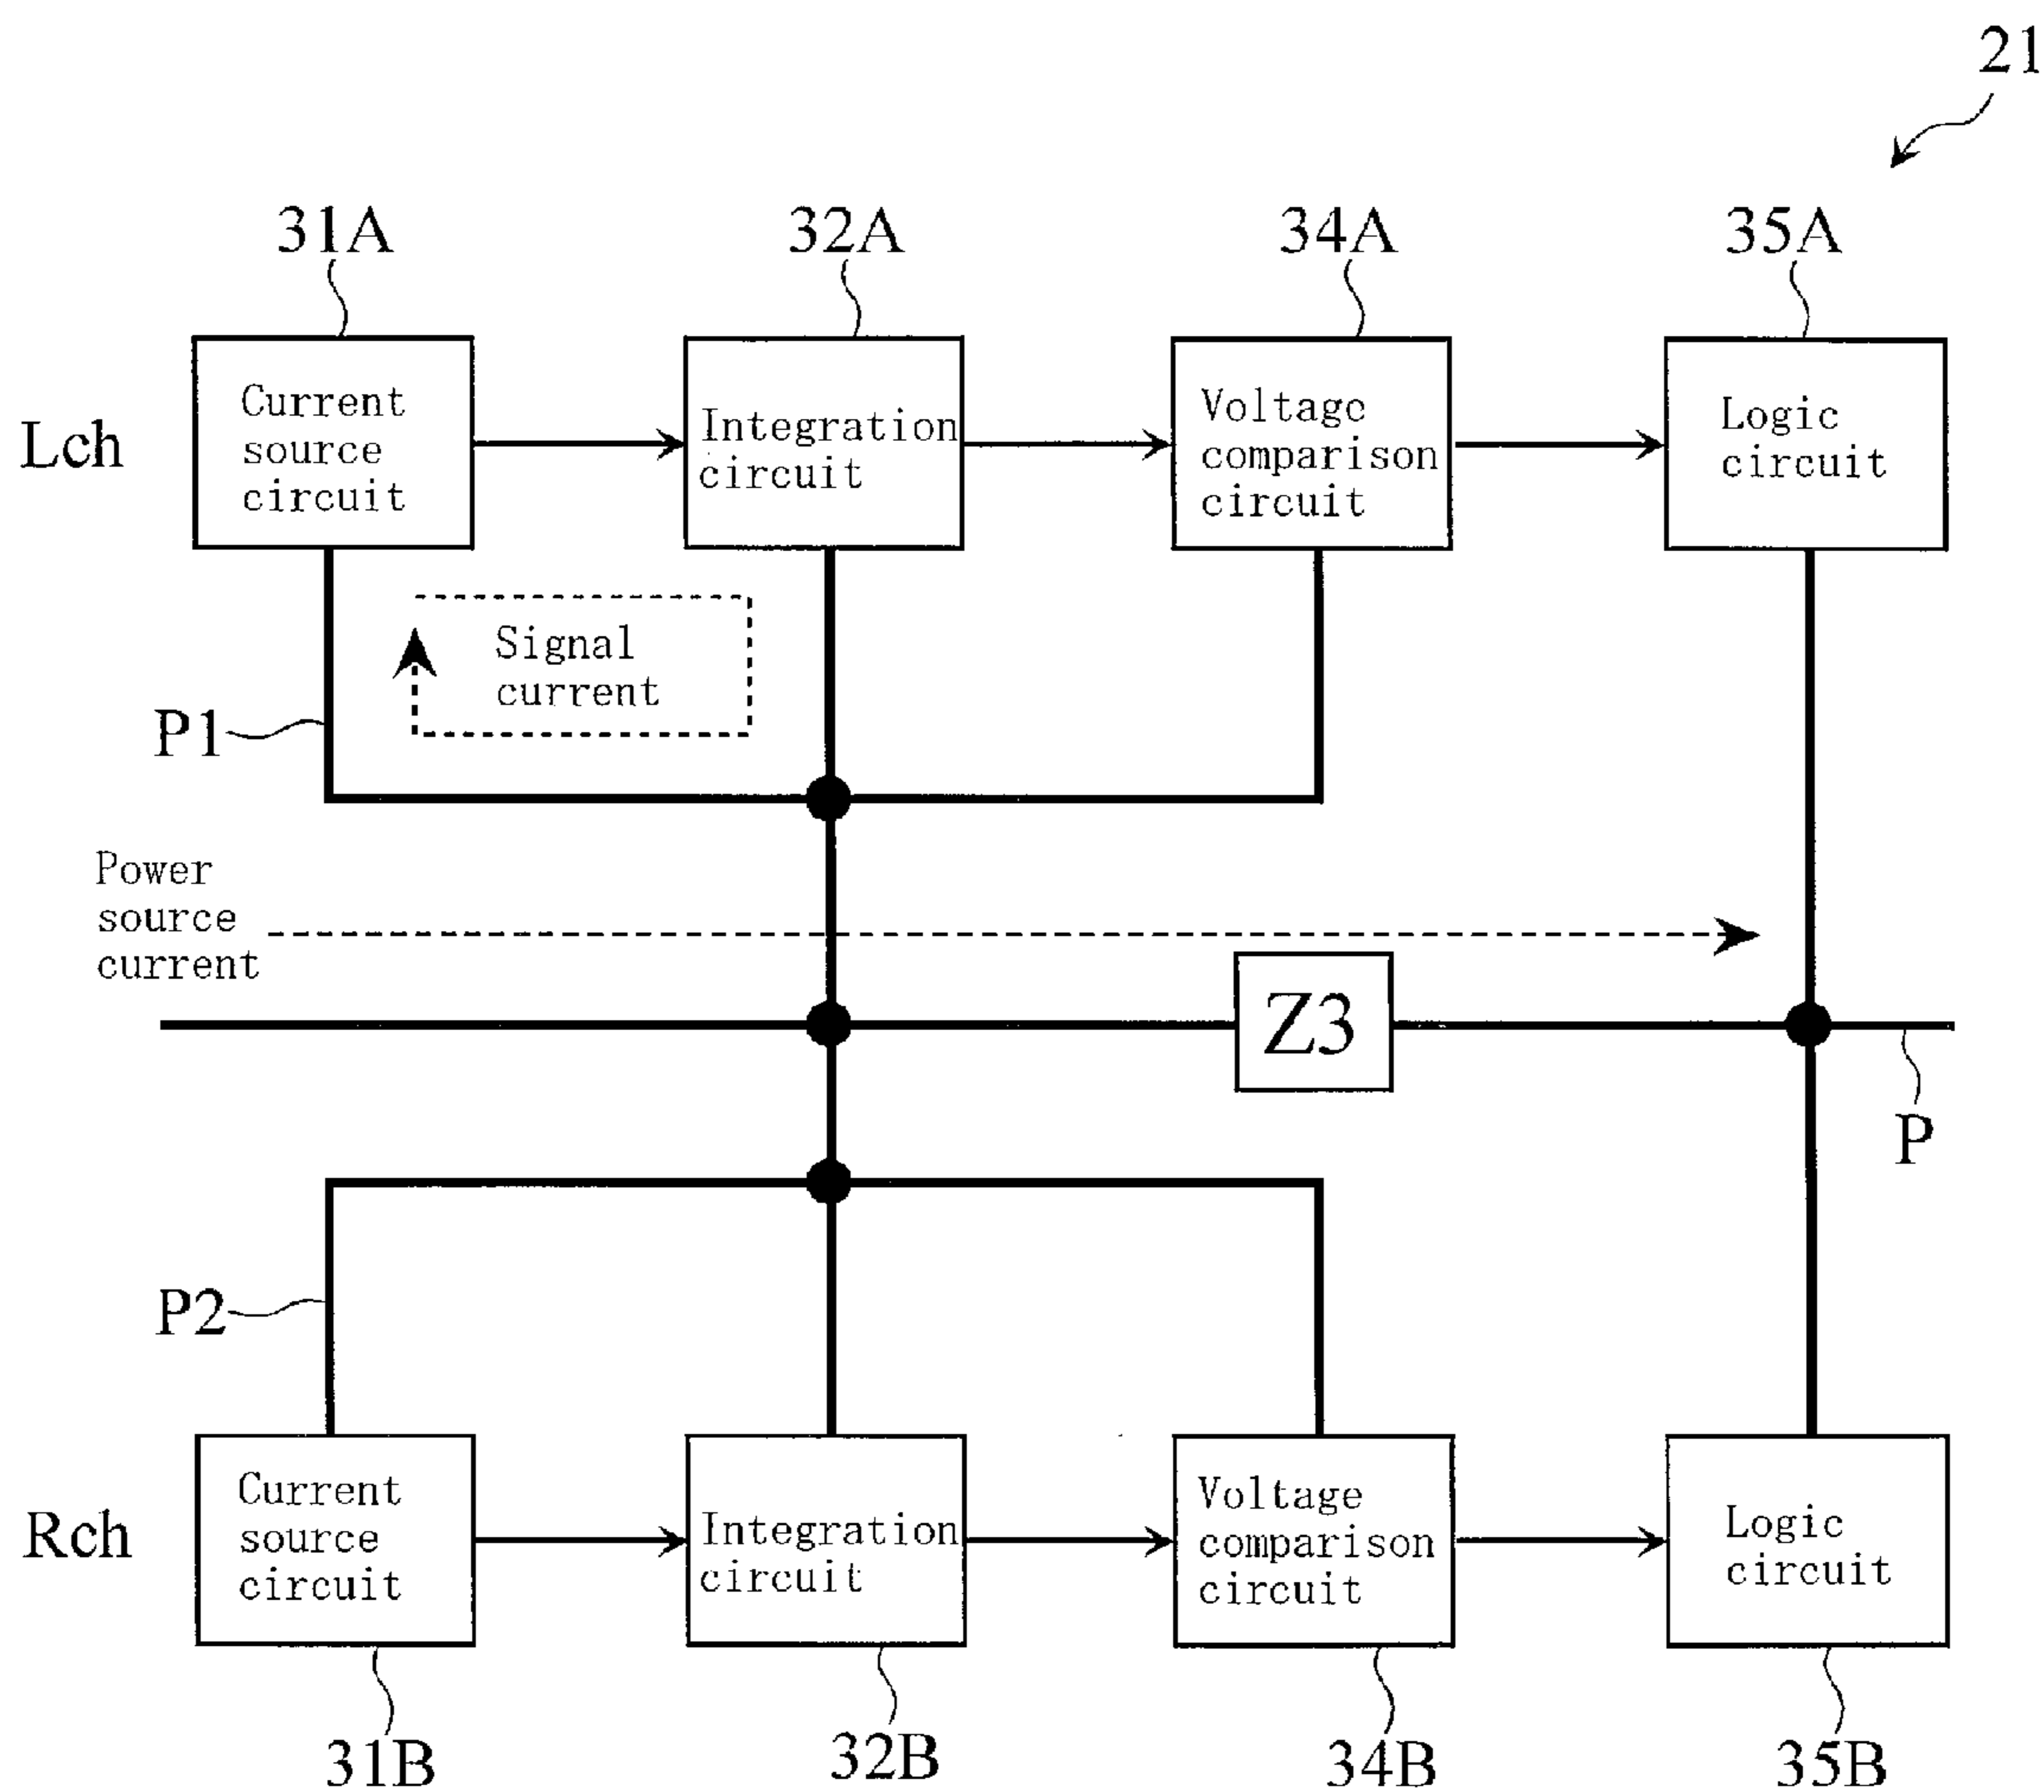 21
31A
32A
34A
35A
Lch
Current
source
circuit
Integration
circuit
Voltage
comparison
circuit
Logic
circuit
Signal
current
P1
Power
source
current
Z3
P
P2
Rch
Current
source
circuit
Integration
circuit
Voltage
comparison
circuit
Logic
circuit
31B
32B
34B
35B